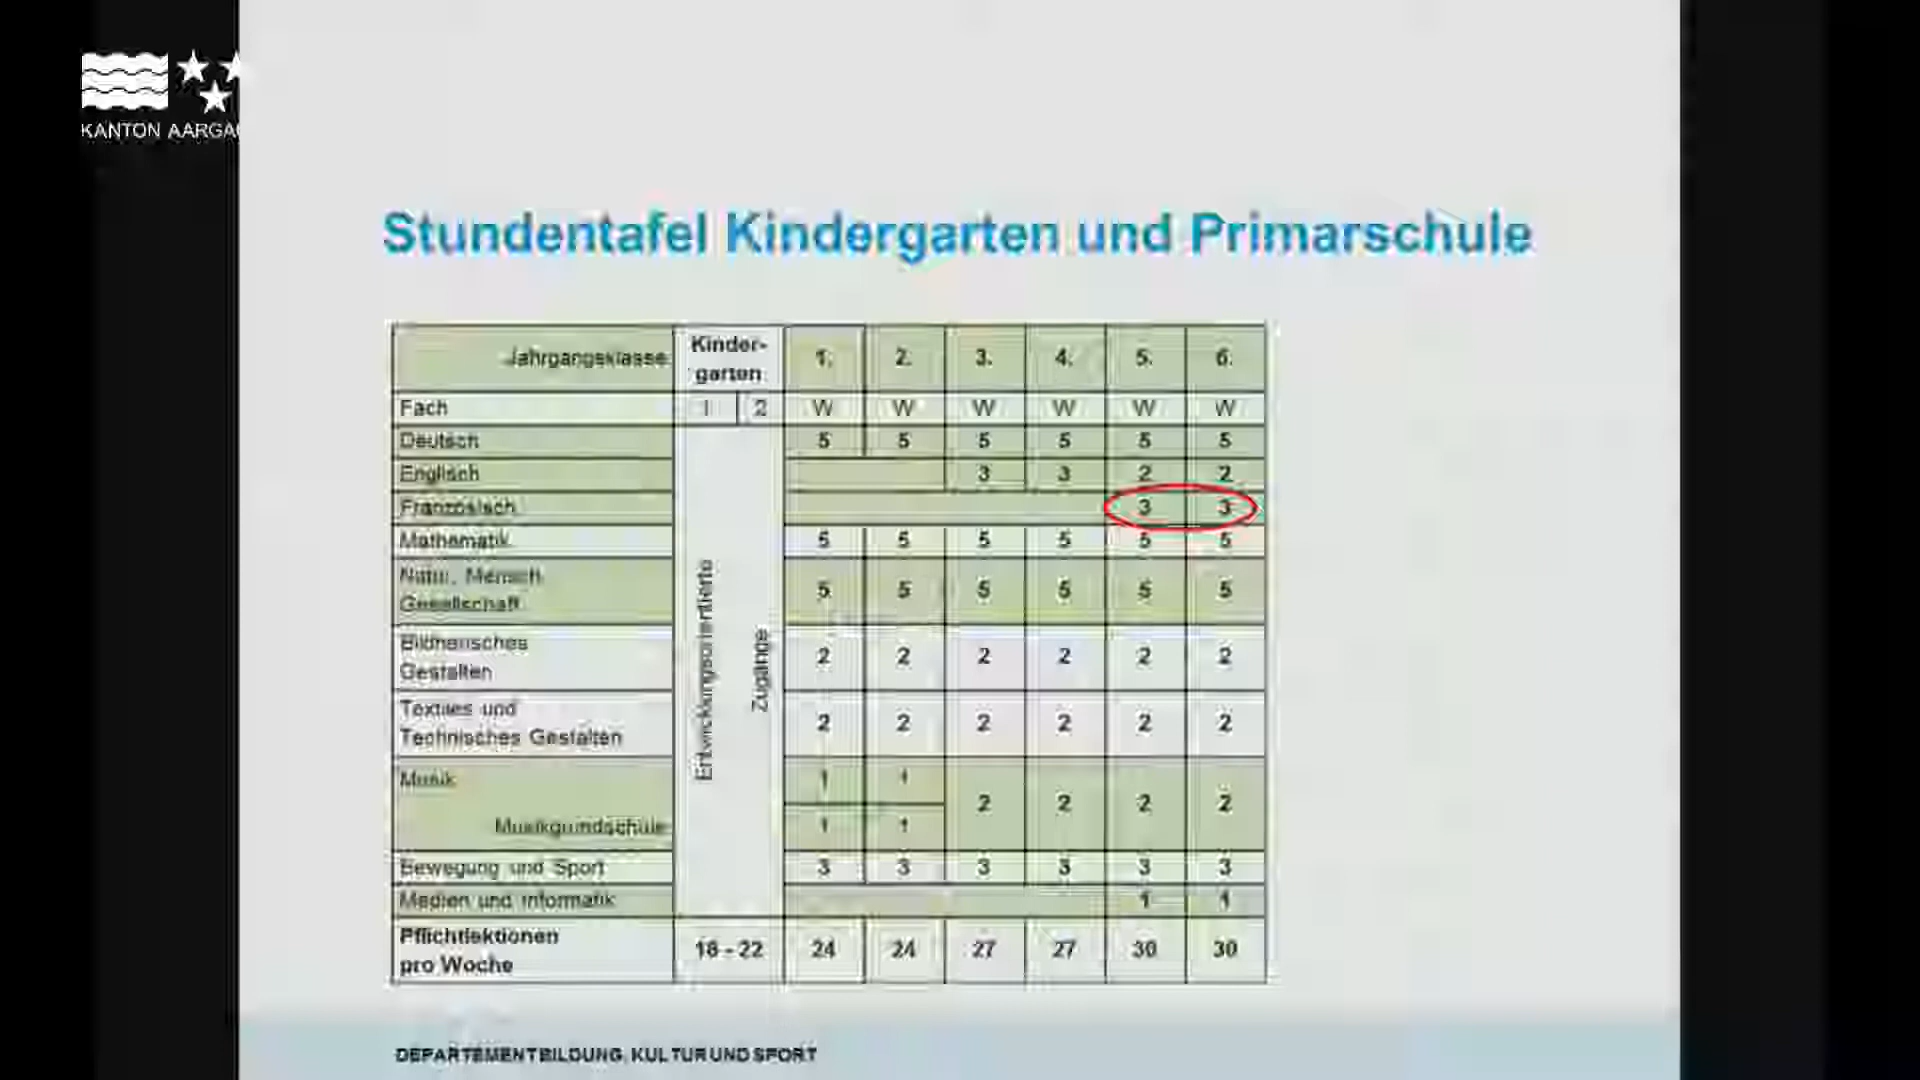 KANTON AARGAU
Stundentafel Kindergarten und Primarschule
Jahrgangsklasse Kinder-garten 1. 2. 3. 4. 5. 6.
Fach 1 2 W W W W W W
Deutsch 5 5 5 5 5 5
Englisch 3 3 2 2
Französisch 3 3
Mathematik 5 5 5 5 5 5
Natur, Mensch
Gesellschaft 5 5 5 5 5 5
Bildnerisches
Gestalten 2 2 2 2 2 2
Textiles und
Technisches Gestalten 2 2 2 2 2 2
Musik 1 1 2 2 2 2
Musikgrundschule 1 1
Bewegung und Sport 3 3 3 3 3 3
Medien und Informatik 1 1
Entwicklungsorientierte
Zugänge
Pflichtlektionen
pro Woche 18 - 22 24 24 27 27 30 30
DEPARTEMENT BILDUNG, KULTUR UND SPORT